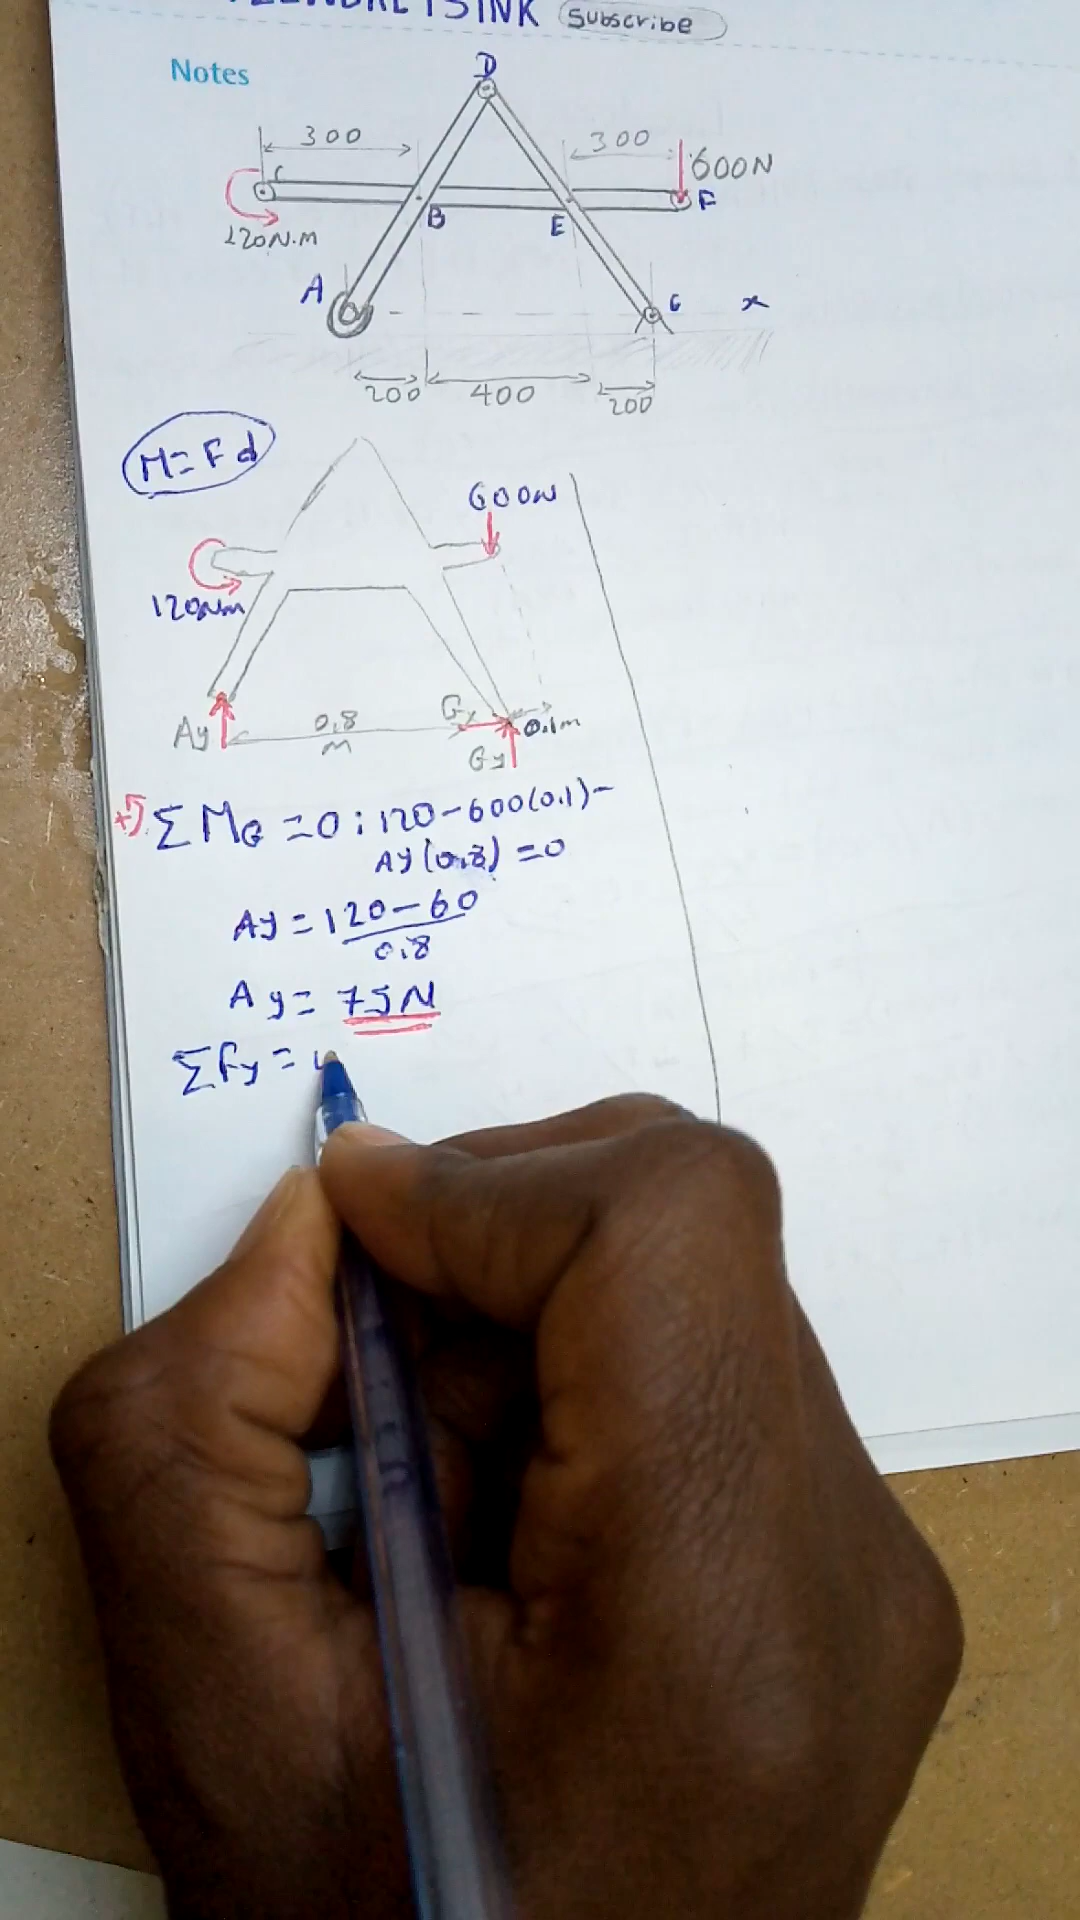 Subscribe
Notes
D
300
300
600N
C
B
E
F
120N.m
A
G
x
200
400
200
M=Fd
600N
120Nm
Ay
0,8
m
Gx
0.1m
Gy
+
ΣMG=0: 120-600(0.1)-
Ay(0.8)=0
Ay=120-60
0,8
Ay=75N
ΣFy=